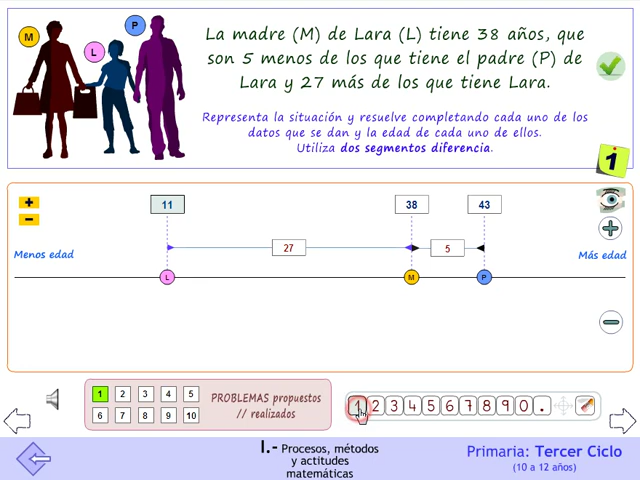 M
P
L
La madre (M) de Lara (L) tiene 38 años, que
son 5 menos de los que tiene el padre (P) de
Lara y 27 más de los que tiene Lara.
Representa la situación y resuelve completando cada uno de los
datos que se dan y la edad de cada uno de ellos.
Utiliza dos segmentos diferencia.
1
+
11
38
43
−
27
5
+
Menos edad
Más edad
L
M
P
−
1 2 3 4 5
6 7 8 9 10
PROBLEMAS propuestos
// realizados
1 2 3 4 5 6 7 8 9 0 .
I.- Procesos, métodos
y actitudes
matemáticas
Primaria: Tercer Ciclo
(10 a 12 años)